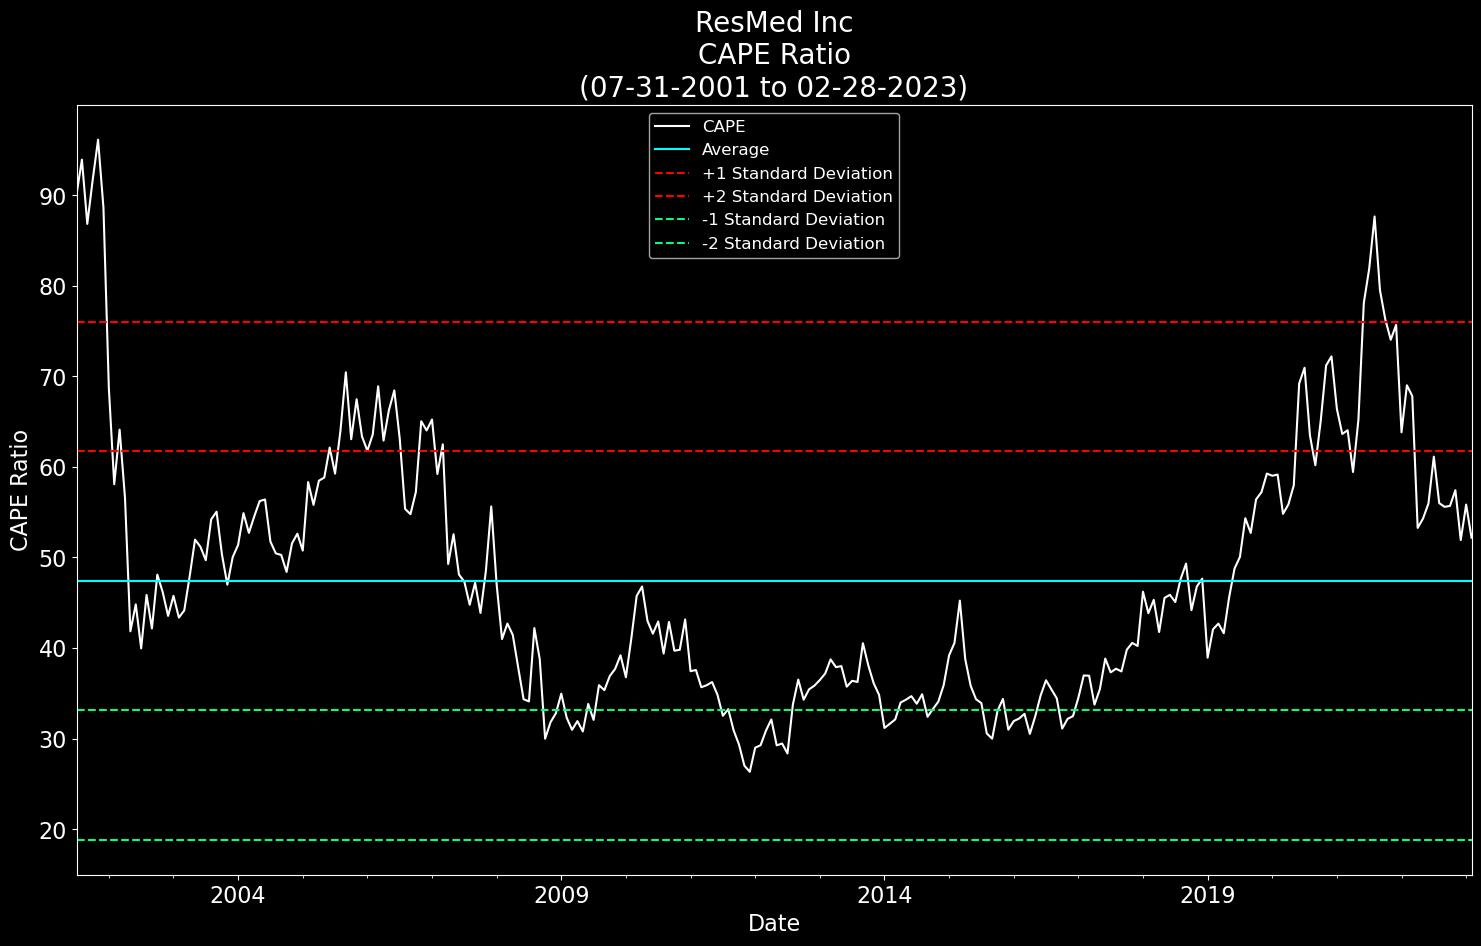 ResMed Inc
CAPE Ratio
(07-31-2001 to 02-28-2023)
CAPE
Average
+1 Standard Deviation
+2 Standard Deviation
-1 Standard Deviation
-2 Standard Deviation
CAPE Ratio
90
80
70
60
50
40
30
20
2004
2009
2014
2019
Date